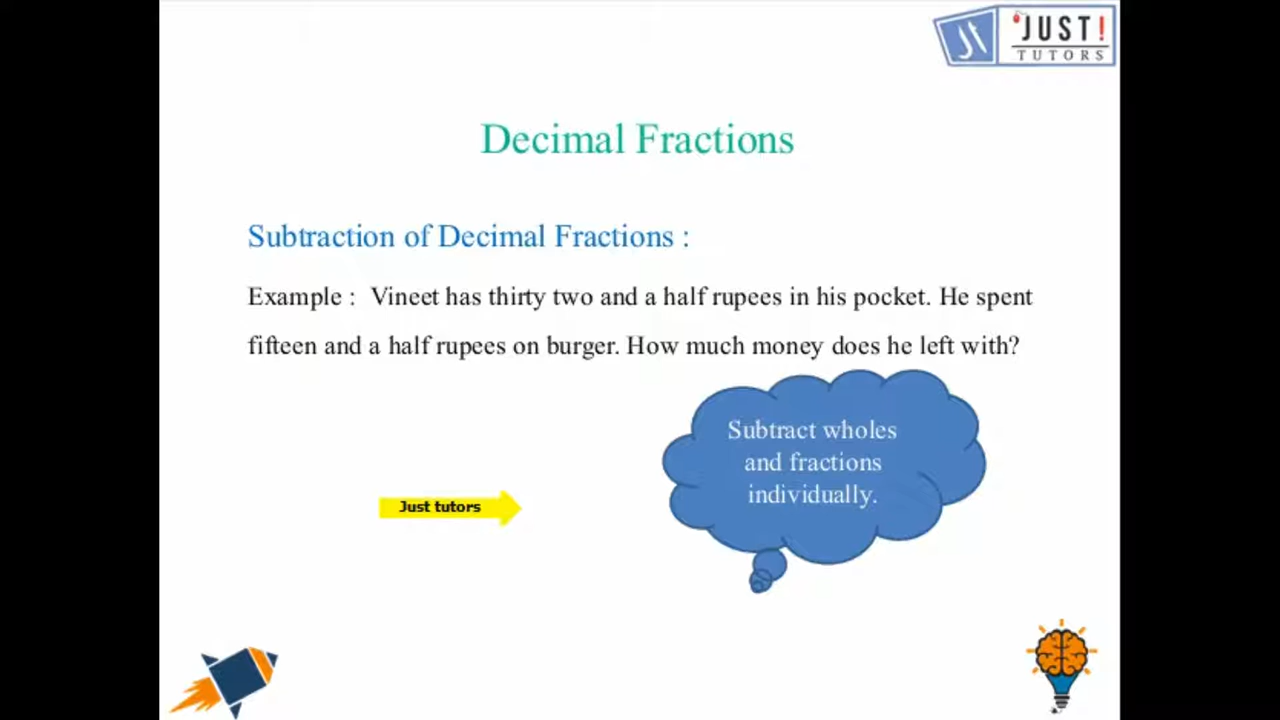 Jt JUST!
TUTORS
Decimal Fractions
Subtraction of Decimal Fractions :
Example : Vineet has thirty two and a half rupees in his pocket. He spent
fifteen and a half rupees on burger. How much money does he left with?
Subtract wholes
and fractions
individually.
Just tutors